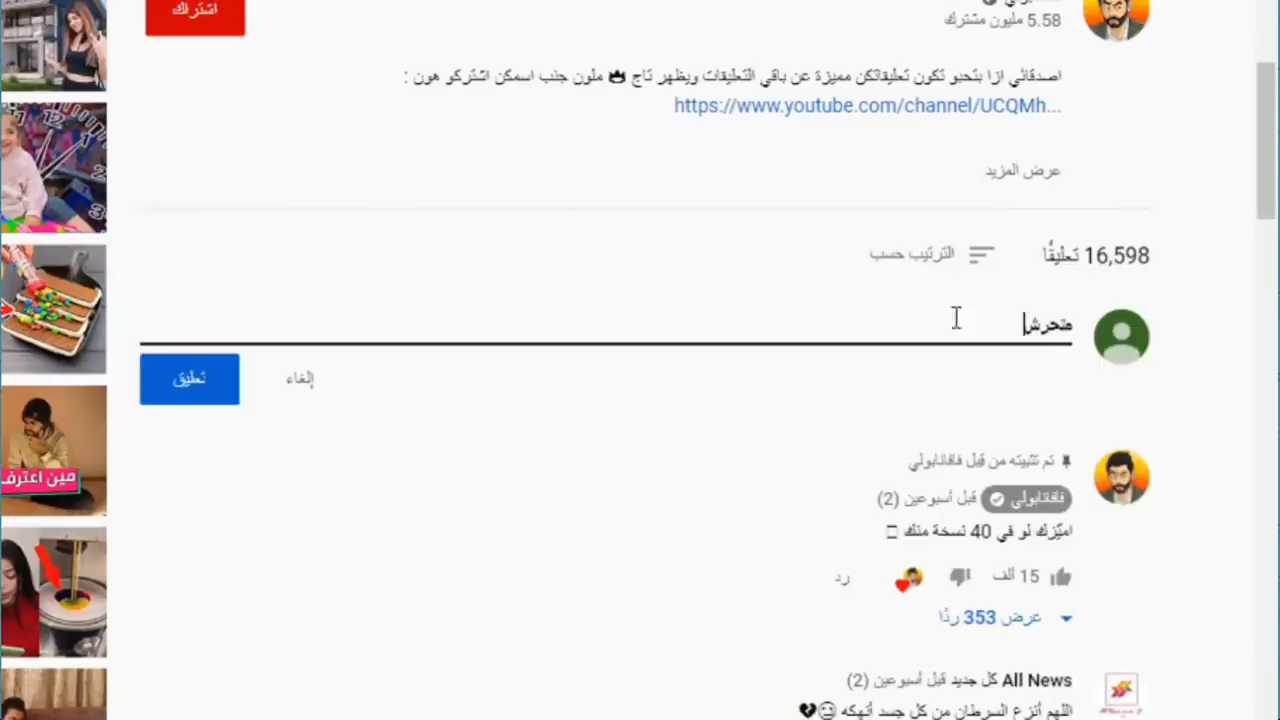 اشتراك
5.58 مليون مشترك
اصدقائي ازا بتحبو تكون تعليقاتكن مميزة عن باقي التعليقات ويظهر تاج 👑 ملون جنب اسمكن اشتركو هون :
https://www.youtube.com/channel/UCQMh...
عرض المزيد
16,598 تعليقًا
الترتيب حسب
متحرش
تعليق
إلغاء
تم تثبيته من قِبل فافانابولي
فافانابولي قبل أسبوعين (2)
اميّزك لو في 40 نسخة منك
15 ألف
رد
عرض 353 ردًا
All News كل جديد قبل أسبوعين (2)
اللهم أنزع السرطان من كل جسد أنهكه 😐💔
مين اعترف